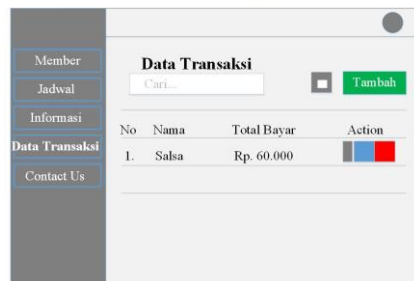 Member
Jadwal
Informasi
Data Transaksi
Contact Us
Data Transaksi
Cari...
Tambah
No Nama Total Bayar Action
1. Salsa Rp. 60.000